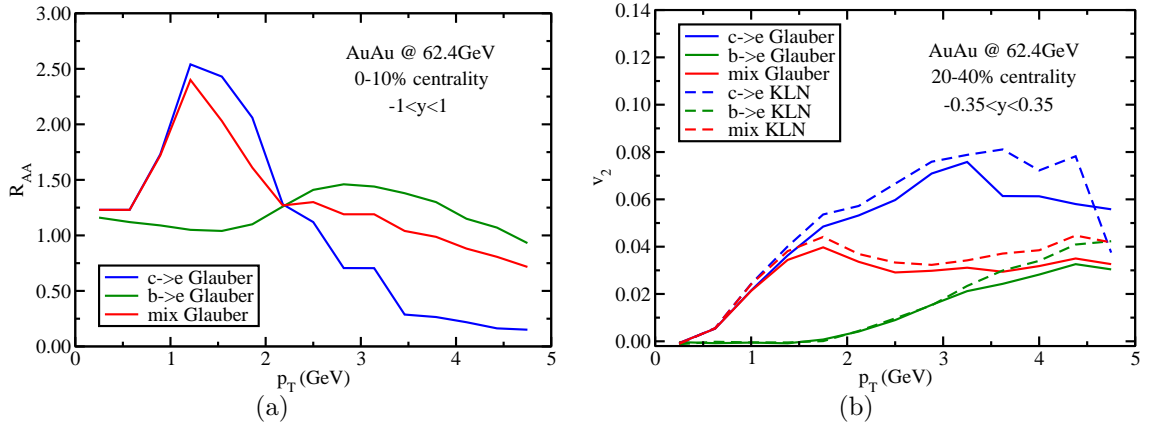 3.00
2.50
2.00
1.50
1.00
0.50
0.00
R_AA
AuAu @ 62.4GeV
0-10% centrality
-1<y<1
c->e Glauber
b->e Glauber
mix Glauber
0 1 2 3 4 5
p_T (GeV)
(a)
0.14
0.12
0.10
0.08
0.06
0.04
0.02
0.00
v_2
c->e Glauber
b->e Glauber
mix Glauber
c->e KLN
b->e KLN
mix KLN
AuAu @ 62.4GeV
20-40% centrality
-0.35<y<0.35
0 1 2 3 4 5
p_T (GeV)
(b)